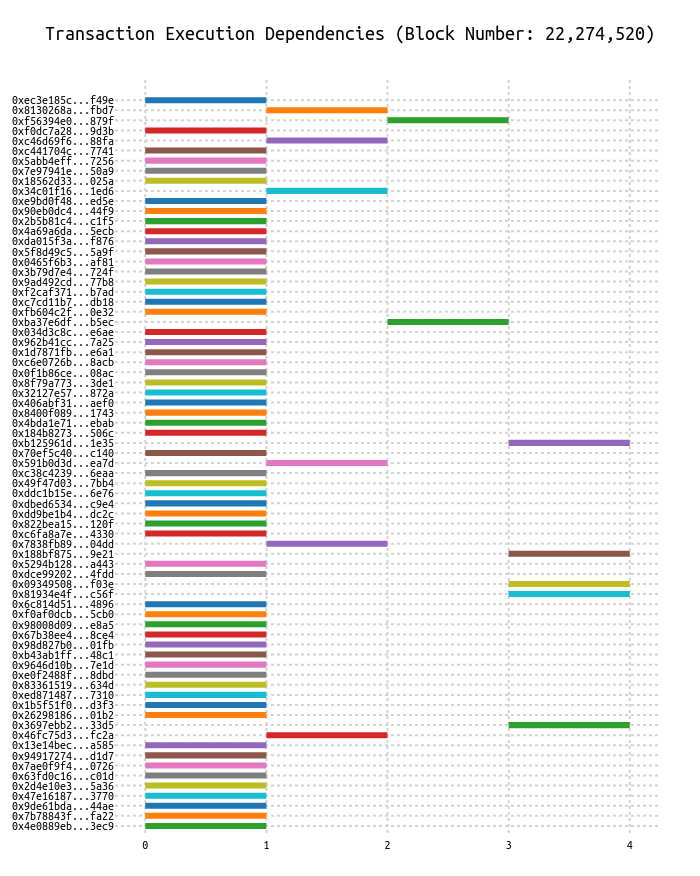 Transaction Execution Dependencies (Block Number: 22,274,520)
0xec3e185c...f49e
0x8130268a...fbd7
0xf56394e0...879f
0xf0dc7a28...9d3b
0xc46d69f6...88fa
0xc441704c...7741
0x5abb4eff...7256
0x7e97941e...50a9
0x18562d33...025a
0x34c01f16...1ed6
0xe9bd0f48...ed5e
0x90eb0dc4...44f9
0x2b5b81c4...c1f5
0x4a69a6da...5ecb
0xda015f3a...f876
0x5f8d49c5...5a9f
0x0465f6b3...af81
0x3b79d7e4...724f
0x9ad492cd...77b8
0xf2caf371...b7ad
0xc7cd11b7...db18
0xfb604c2f...0e32
0xba37e6df...b5ec
0x034d3c8c...e6ae
0x962b41cc...7a25
0x1d7871fb...e6a1
0xc6e0726b...8acb
0x0f1b86ce...08ac
0x8f79a773...3de1
0x32127e57...872a
0x406abf31...aef0
0x8400f089...1743
0x4bda1e71...ebab
0x184b8273...506c
0xb125961d...1e35
0x70ef5c40...c140
0x591b0d3d...ea7d
0xc38c4239...6eaa
0x49f47d03...7bb4
0xddc1b15e...6e76
0xdbed6534...c9e4
0xdd9be1b4...dc2c
0x822bea15...120f
0xc6fa8a7e...4330
0x7838fb89...04dd
0x188bf875...9e21
0x5294b128...a443
0xdce99202...4fdd
0x09349508...f03e
0x81934e4f...c56f
0x6c814d51...4896
0xf0af0dcb...5cb0
0x98008d09...e8a5
0x67b38ee4...8ce4
0x98d827b0...01fb
0xb43ab1ff...48c1
0x9646d10b...7e1d
0xe0f2488f...8dbd
0x83361519...634d
0xed871487...7310
0x1b5f51f0...d3f3
0x26298186...01b2
0x3697ebb2...33d5
0x46fc75d3...fc2a
0x13e14bec...a585
0x94917274...d1d7
0x7ae0f9f4...0726
0x63fd0c16...c01d
0x2d4e10e3...5a36
0x47e16187...3770
0x9de61bda...44ae
0x7b78843f...fa22
0x4e0889eb...3ec9
0 1 2 3 4